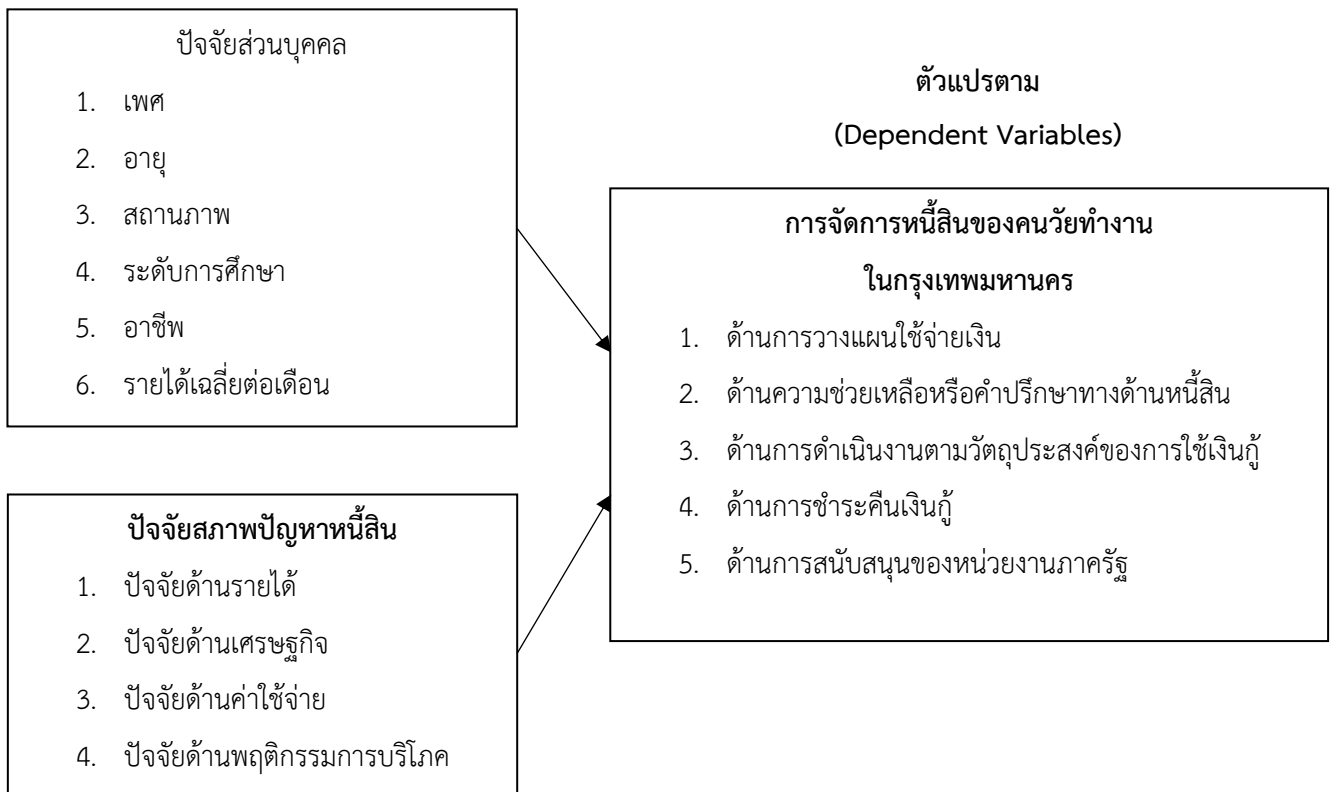 ปัจจัยส่วนบุคคล
1. เพศ
2. อายุ
3. สถานภาพ
4. ระดับการศึกษา
5. อาชีพ
6. รายได้เฉลี่ยต่อเดือน
ปัจจัยสภาพปัญหาหนี้สิน
1. ปัจจัยด้านรายได้
2. ปัจจัยด้านเศรษฐกิจ
3. ปัจจัยด้านค่าใช้จ่าย
4. ปัจจัยด้านพฤติกรรมการบริโภค
ตัวแปรตาม
(Dependent Variables)
การจัดการหนี้สินของคนวัยทำงาน
ในกรุงเทพมหานคร
1. ด้านการวางแผนใช้จ่ายเงิน
2. ด้านความช่วยเหลือหรือคำปรึกษาทางด้านหนี้สิน
3. ด้านการดำเนินงานตามวัตถุประสงค์ของการใช้เงินกู้
4. ด้านการชำระคืนเงินกู้
5. ด้านการสนับสนุนของหน่วยงานภาครัฐ